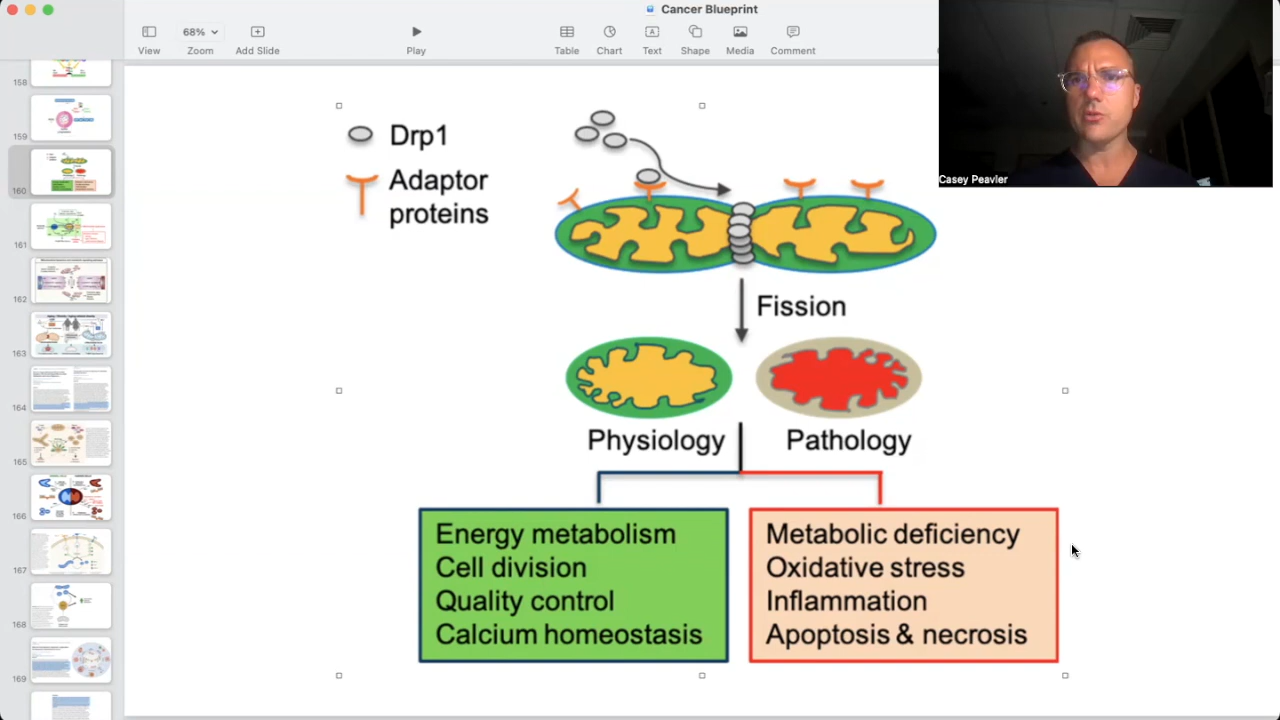 Cancer Blueprint
68%
View
Zoom
Add Slide
Play
Table
Chart
Text
Shape
Media
Comment
Casey Peavler
158
159
160
161
162
163
164
165
166
167
168
169
Drp1
Adaptor
proteins
Fission
Physiology
Pathology
Energy metabolism
Cell division
Quality control
Calcium homeostasis
Metabolic deficiency
Oxidative stress
Inflammation
Apoptosis & necrosis